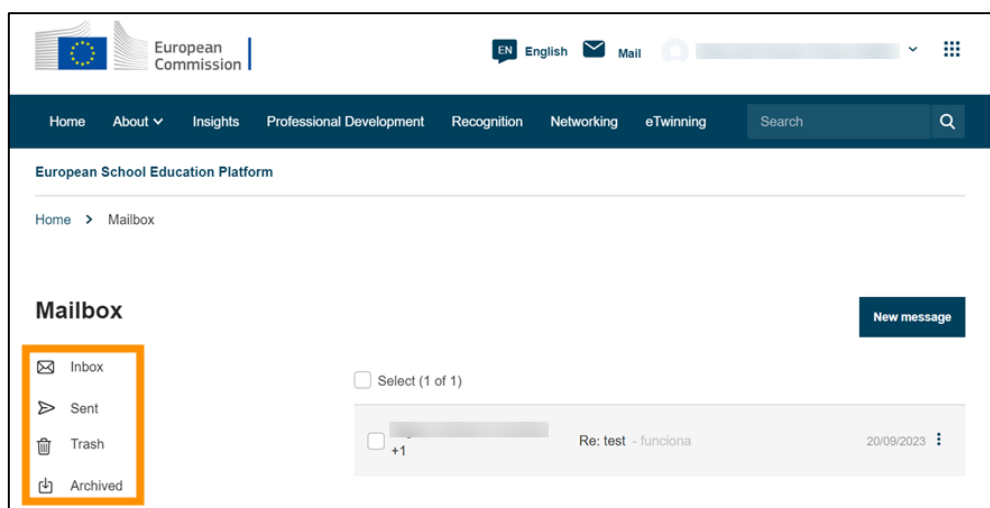 European
Commission
EN English Mail
Home About Insights Professional Development Recognition Networking eTwinning Search
European School Education Platform
Home > Mailbox
Mailbox
New message
Inbox
Select (1 of 1)
Sent
Trash
+1 Re: test - funciona 20/09/2023
Archived